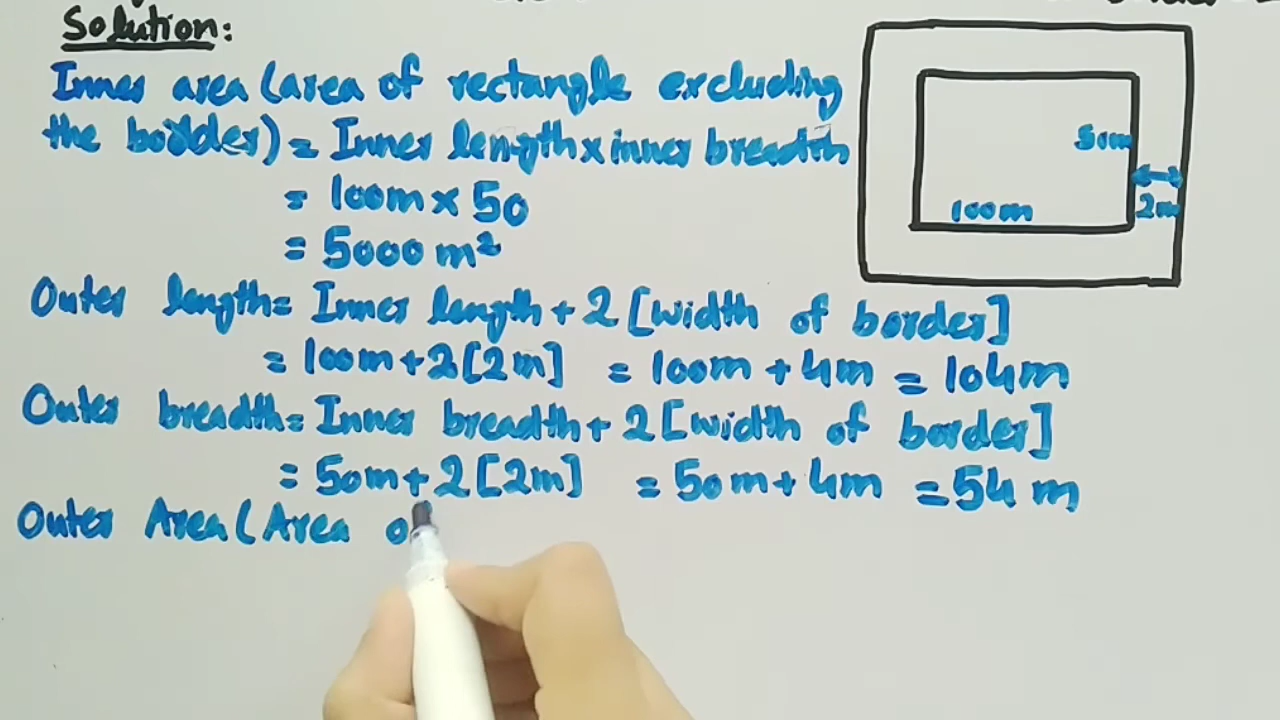 Solution:
Inner area (area of rectangle excluding
the border) = Inner length x inner breadth
= 100m x 50
= 5000 m²
Outer length = Inner length + 2 [width of border]
= 100m + 2 [2m] = 100m + 4m = 104m
Outer breadth = Inner breadth + 2 [width of border]
= 50m + 2 [2m] = 50m + 4m = 54 m
Outer Area (Area o
50m
100m
2m